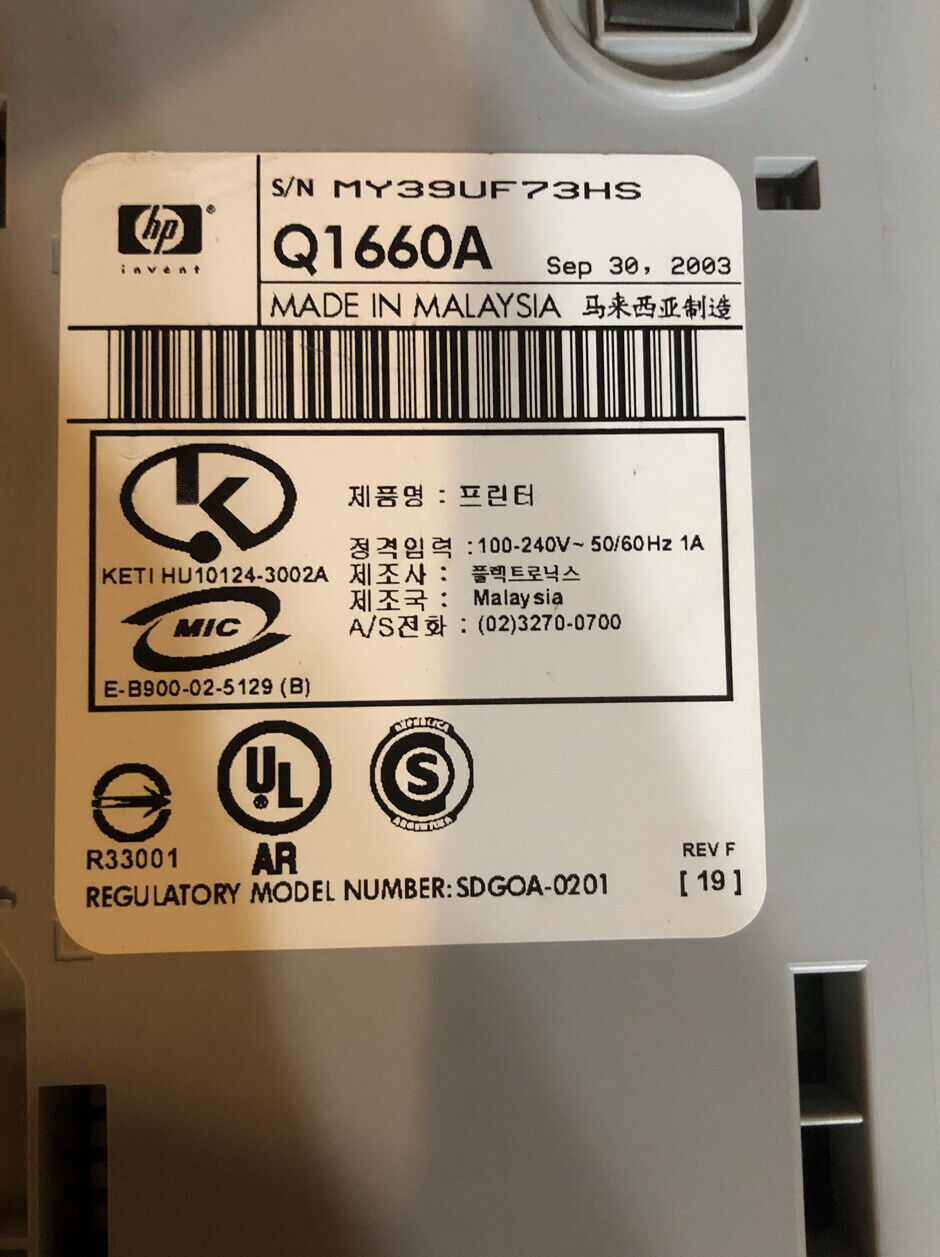 hp®
invent
S/N MY39UF73HS
Q1660A
Sep 30, 2003
MADE IN MALAYSIA 马来西亚制造
KETI HU10124-3002A
MIC
E-B900-02-5129 (B)
제품명 : 프린터
정격입력 :100-240V~ 50/60Hz 1A
제조사 : 플렉트로닉스
제조국 : Malaysia
A/S전화 : (02)3270-0700
R33001
UL®
AR
REPUBLICA
S
ARGENTINA
REGULATORY MODEL NUMBER: SDGOA-0201
REV F
[ 19 ]